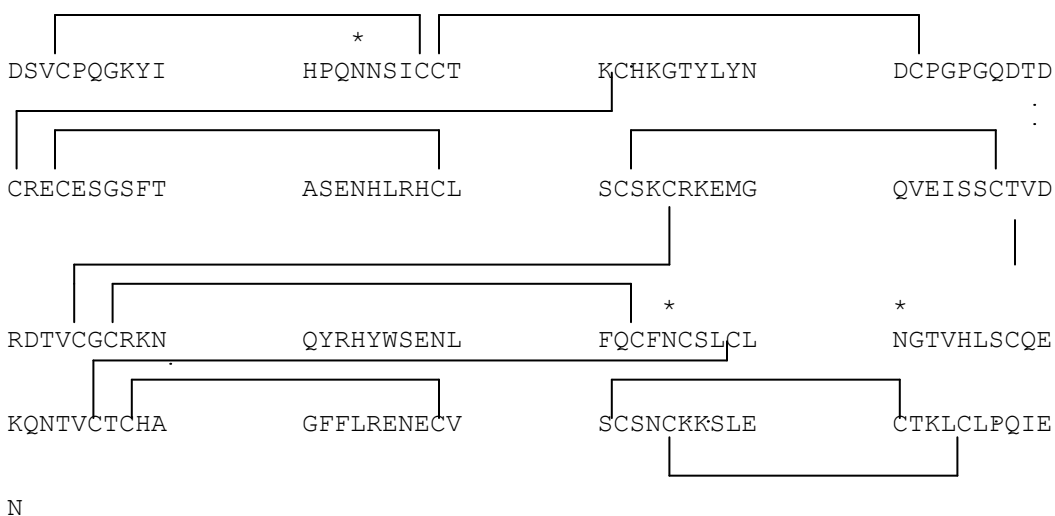 *
DSVCPQGKYI HPQNNSICCT KCHKGTYLYN DCPGPGQDTD
CRECESGSFT ASENHLRHCL SCSKCRKEMG QVEISSCTVD
* *
RDTVCGCRKN QYRHYWSENL FQCFNCSLCL NGTVHLSCQE
KQNTVCTCHA GFFLRENECV SCSNCKKSLE CTKLCLPQIE
N